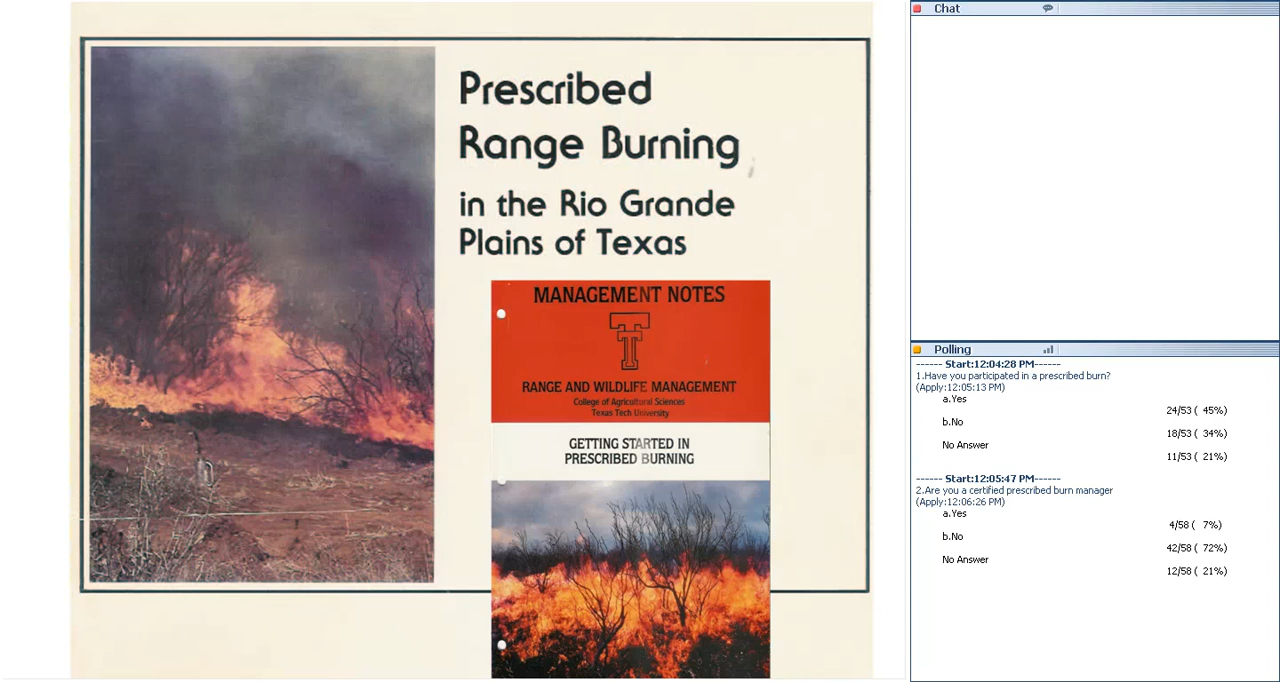 Prescribed
Range Burning
in the Rio Grande
Plains of Texas
MANAGEMENT NOTES
RANGE AND WILDLIFE MANAGEMENT
College of Agricultural Sciences
Texas Tech University
GETTING STARTED IN
PRESCRIBED BURNING
Chat
Polling
------ Start:12:04:28 PM------
1.Have you participated in a prescribed burn?
(Apply:12:05:13 PM)
a.Yes
24/53 ( 45%)
b.No
18/53 ( 34%)
No Answer
11/53 ( 21%)
------ Start:12:05:47 PM------
2.Are you a certified prescribed burn manager
(Apply:12:06:26 PM)
a.Yes
4/58 ( 7%)
b.No
42/58 ( 72%)
No Answer
12/58 ( 21%)